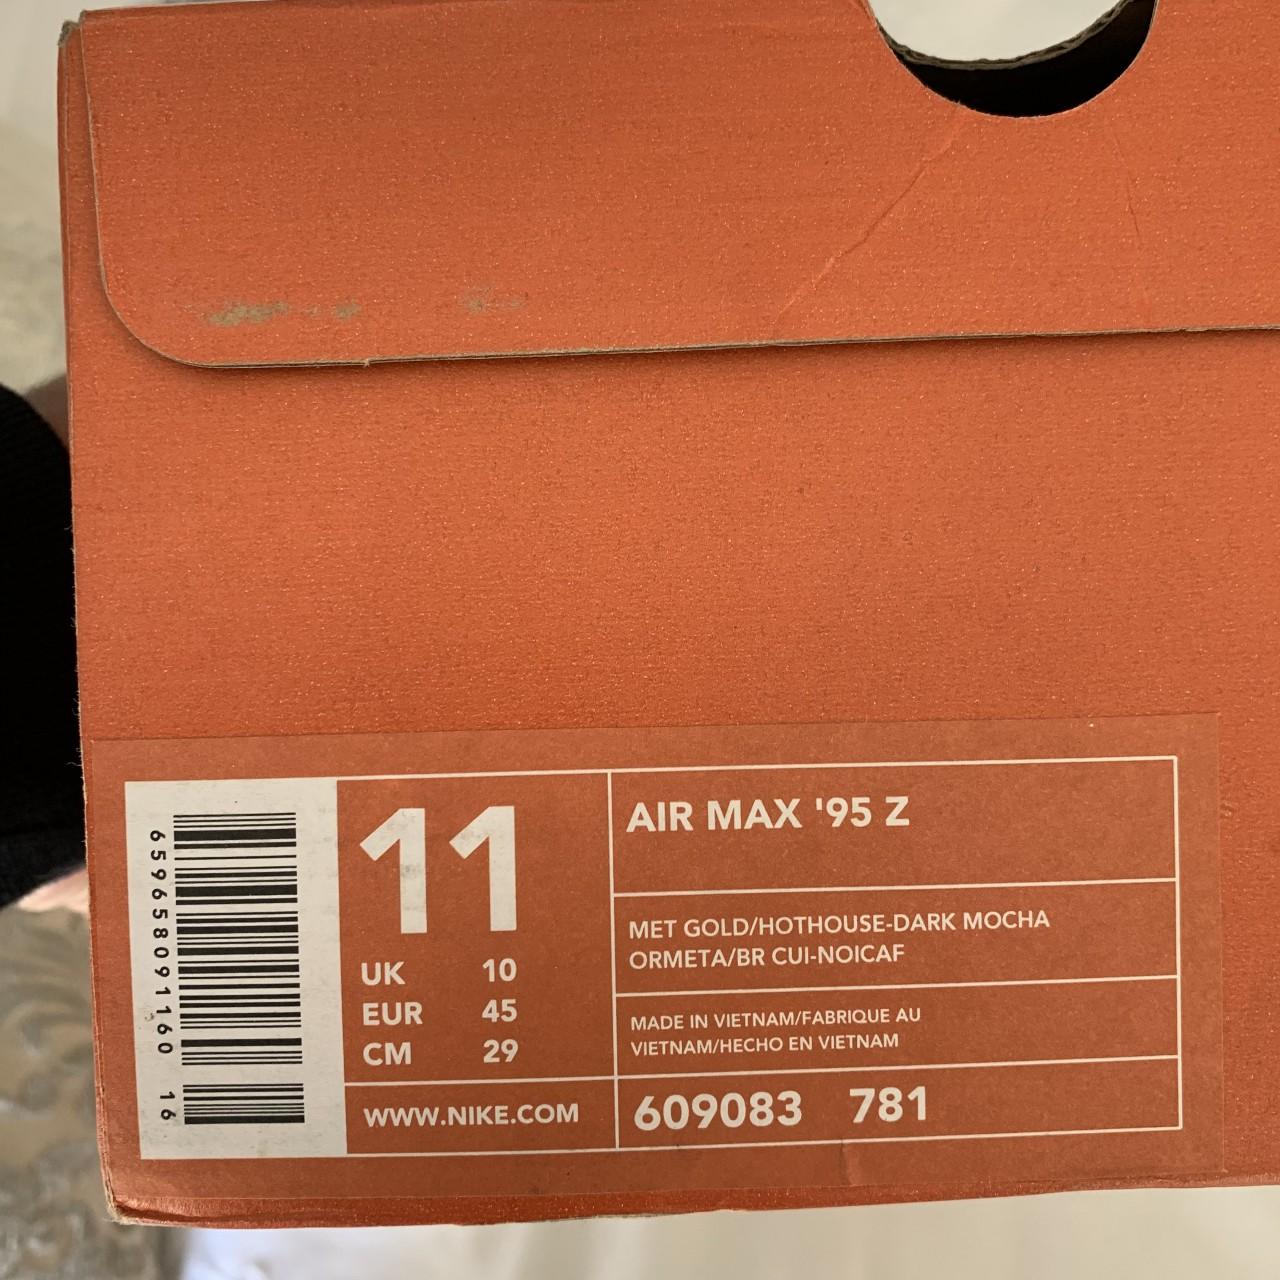 659658091160 16
11
UK 10
EUR 45
CM 29
WWW.NIKE.COM
AIR MAX '95 Z
MET GOLD/HOTHOUSE-DARK MOCHA
ORMETA/BR CUI-NOICAF
MADE IN VIETNAM/FABRIQUE AU
VIETNAM/HECHO EN VIETNAM
609083 781